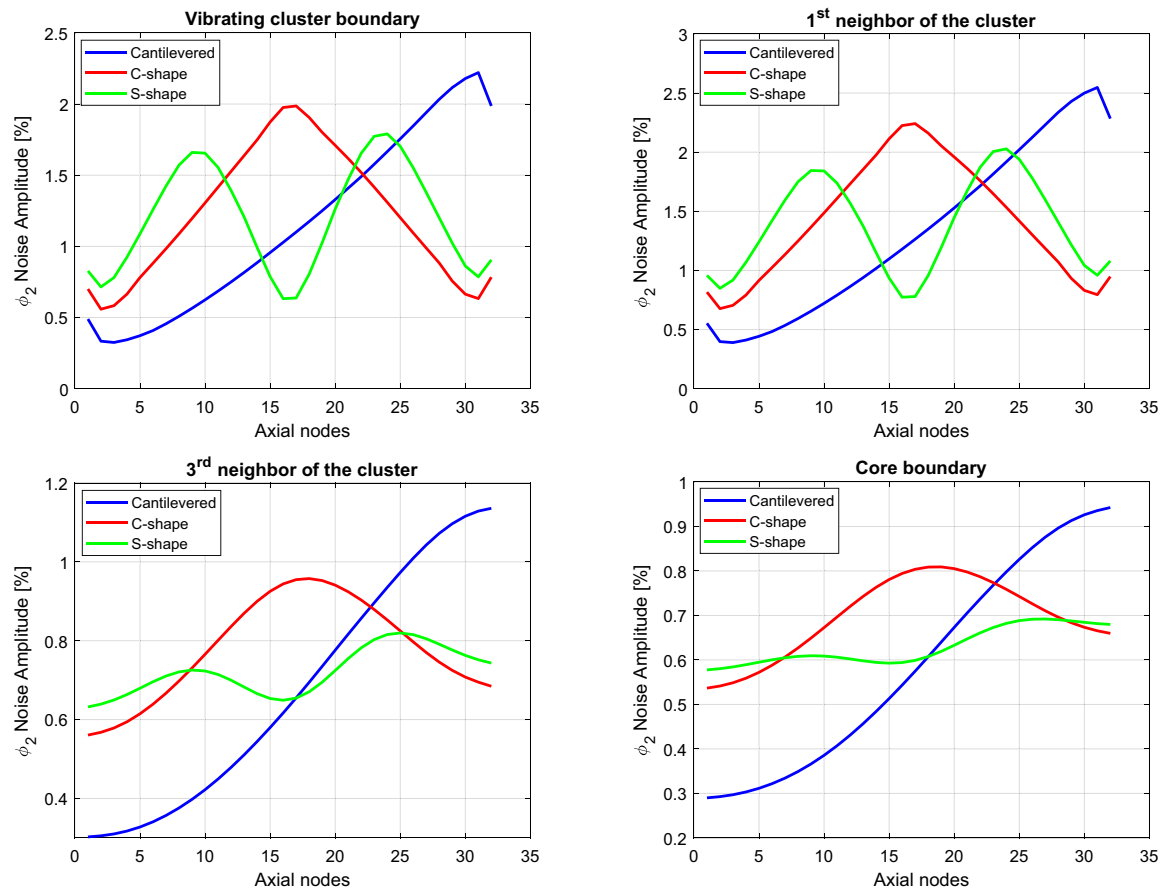 Vibrating cluster boundary
ϕ2 Noise Amplitude [%]
2.5
2
1.5
1
0.5
0
Cantilevered
C-shape
S-shape
0 5 10 15 20 25 30 35
Axial nodes
1st neighbor of the cluster
ϕ2 Noise Amplitude [%]
3
2.5
2
1.5
1
0.5
0
Cantilevered
C-shape
S-shape
0 5 10 15 20 25 30 35
Axial nodes
3rd neighbor of the cluster
ϕ2 Noise Amplitude [%]
1.2
1
0.8
0.6
0.4
Cantilevered
C-shape
S-shape
0 5 10 15 20 25 30 35
Axial nodes
Core boundary
ϕ2 Noise Amplitude [%]
1
0.9
0.8
0.7
0.6
0.5
0.4
0.3
0.2
Cantilevered
C-shape
S-shape
0 5 10 15 20 25 30 35
Axial nodes